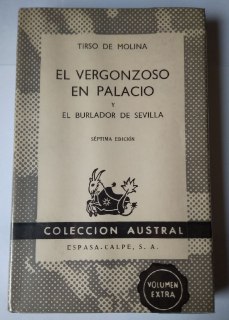 TIRSO DE MOLINA
EL VERGONZOSO
EN PALACIO
Y
EL BURLADOR DE SEVILLA
SÉPTIMA EDICIÓN
COLECCION AUSTRAL
ESPASA-CALPE, S. A.
VOLUMEN
EXTRA